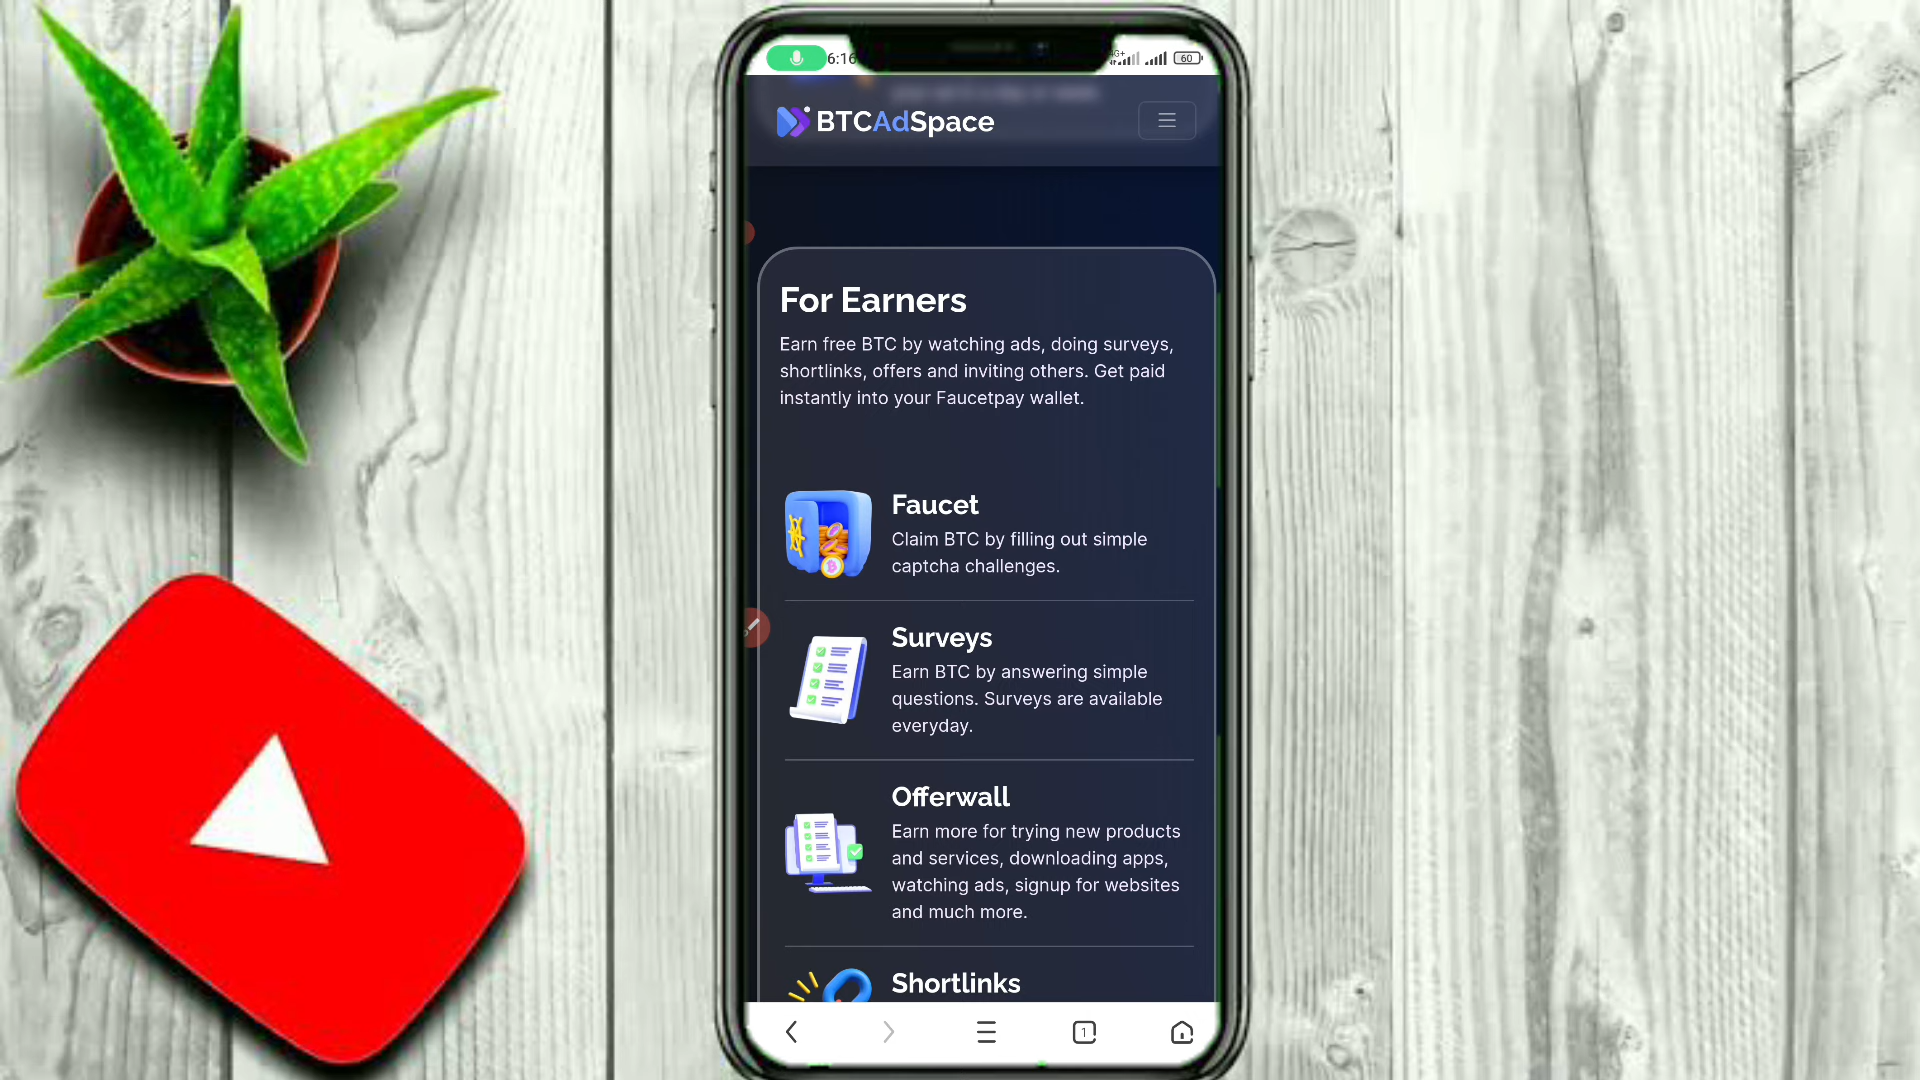 6:16
4G+
60
BTCAdSpace
For Earners
Earn free BTC by watching ads, doing surveys,
shortlinks, offers and inviting others. Get paid
instantly into your Faucetpay wallet.
Faucet
Claim BTC by filling out simple
captcha challenges.
Surveys
Earn BTC by answering simple
questions. Surveys are available
everyday.
Offerwall
Earn more for trying new products
and services, downloading apps,
watching ads, signup for websites
and much more.
Shortlinks
1